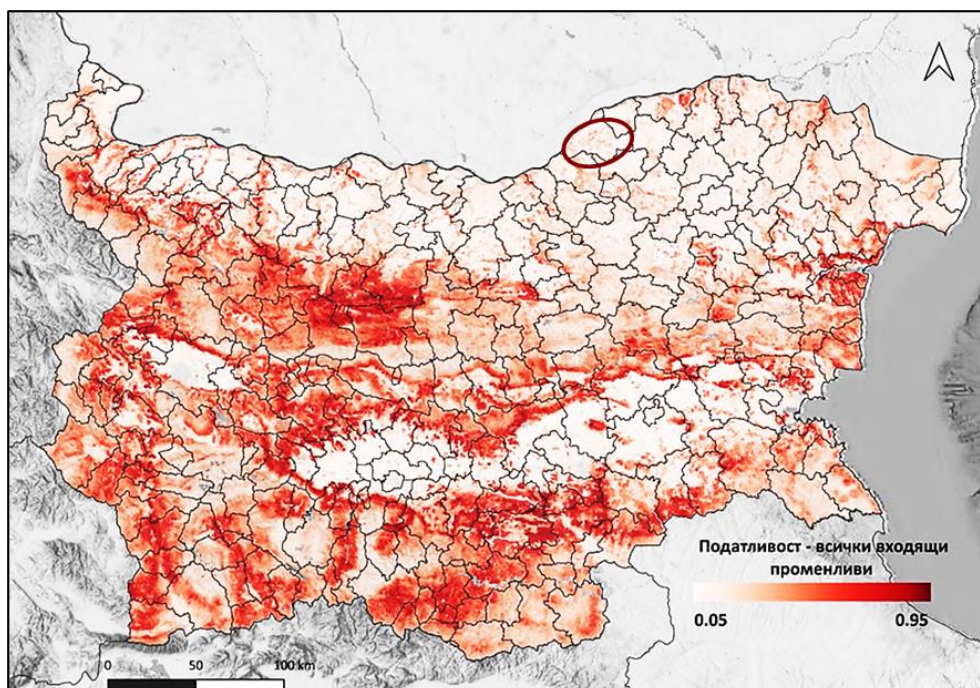 Податливост - всички входящи
променливи
0.05 0.95
0 50 100 km